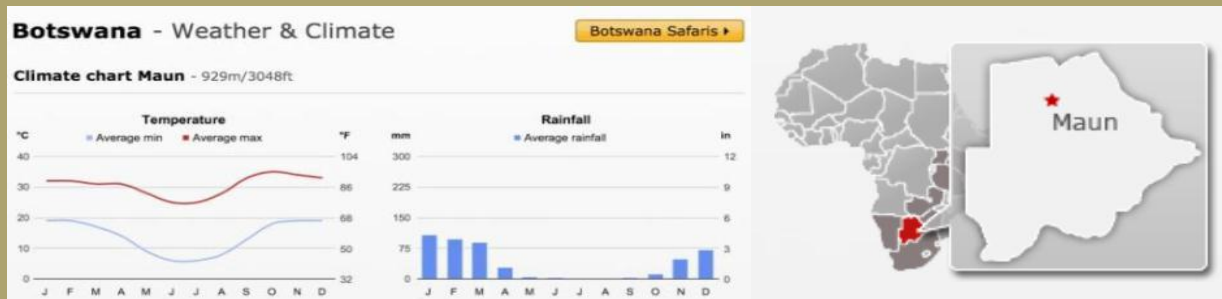 Botswana - Weather & Climate
Botswana Safaris
Climate chart Maun - 929m/3048ft
Temperature
°C Average min Average max °F
40 104
30 86
20 68
10 50
0 32
J F M A M J J A S O N D
Rainfall
mm Average rainfall in
300 12
225 9
150 6
75 3
0 0
J F M A M J J A S O N D
Maun